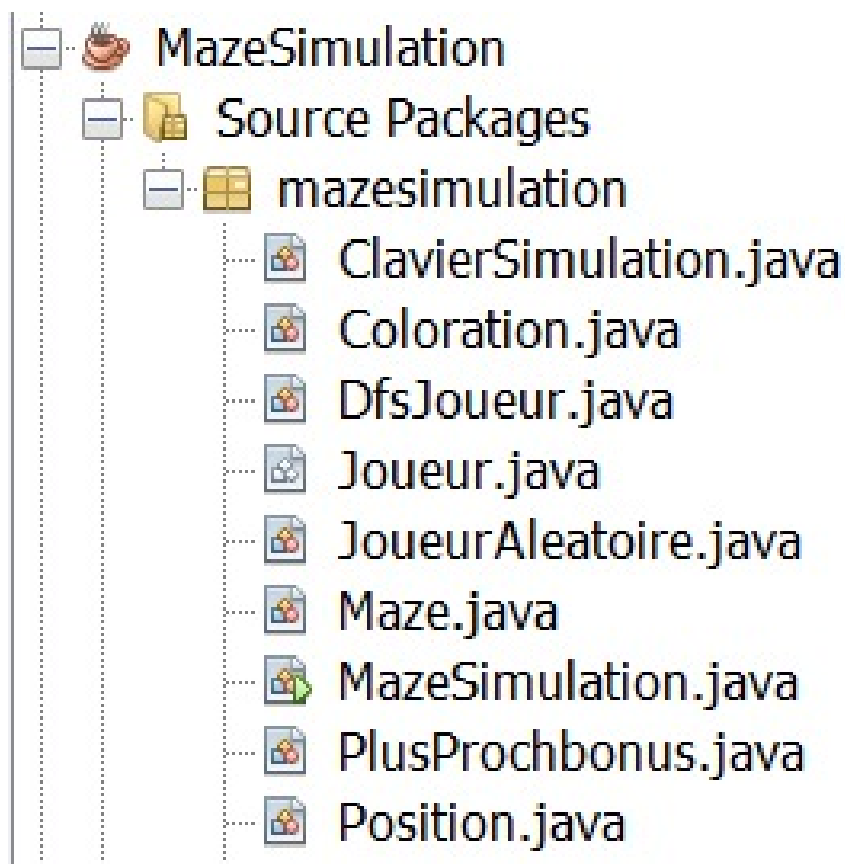 MazeSimulation
Source Packages
mazesimulation
ClavierSimulation.java
Coloration.java
DfsJoueur.java
Joueur.java
JoueurAleatoire.java
Maze.java
MazeSimulation.java
PlusProchbonus.java
Position.java